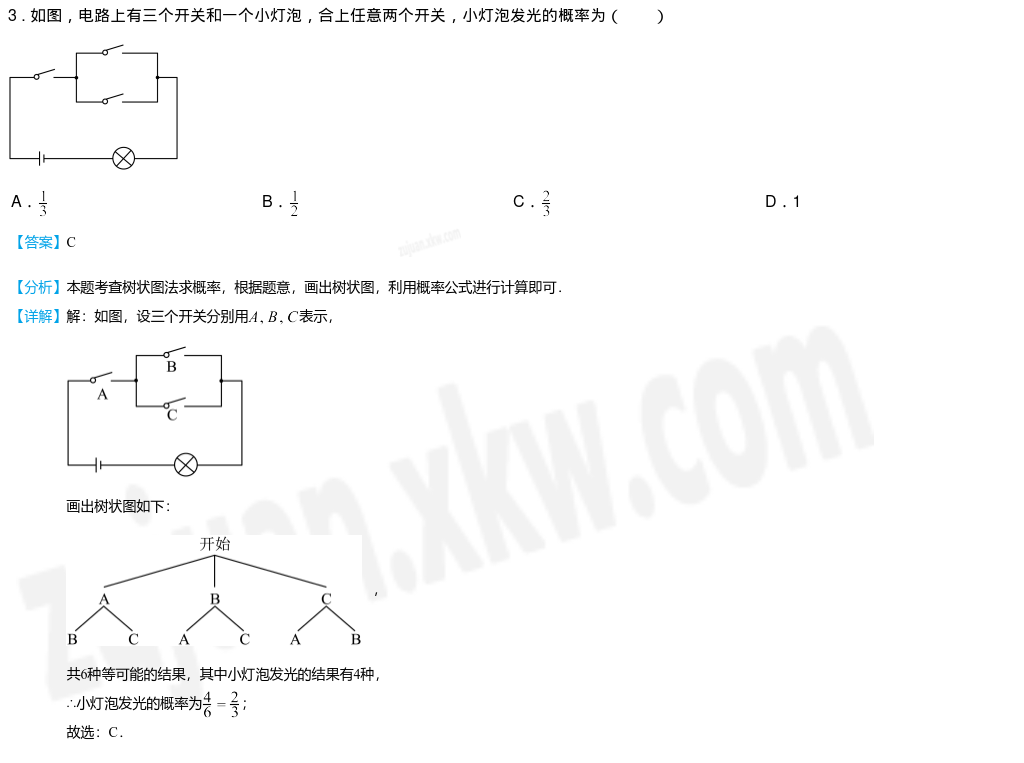 3．如图，电路上有三个开关和一个小灯泡，合上任意两个开关，小灯泡发光的概率为（　　）
A．1/3　B．1/2　C．2/3　D．1
【答案】C
zujuan.xkw.com
【分析】本题考查树状图法求概率，根据题意，画出树状图，利用概率公式进行计算即可．
【详解】解：如图，设三个开关分别用A, B, C表示，
B
A
C
画出树状图如下：
开始
A B C ，
B C A C A B
共6种等可能的结果，其中小灯泡发光的结果有4种，
∴小灯泡发光的概率为4/6 = 2/3；
故选：C．
zujuan.xkw.com